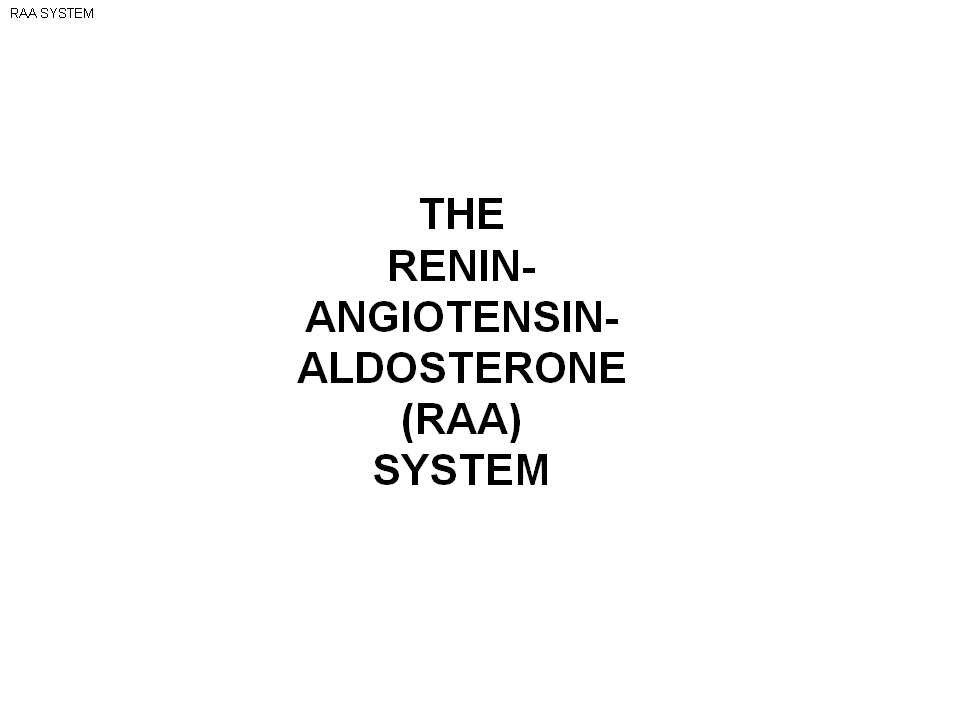 RAA SYSTEM
THE
RENIN-
ANGIOTENSIN-
ALDOSTERONE
(RAA)
SYSTEM